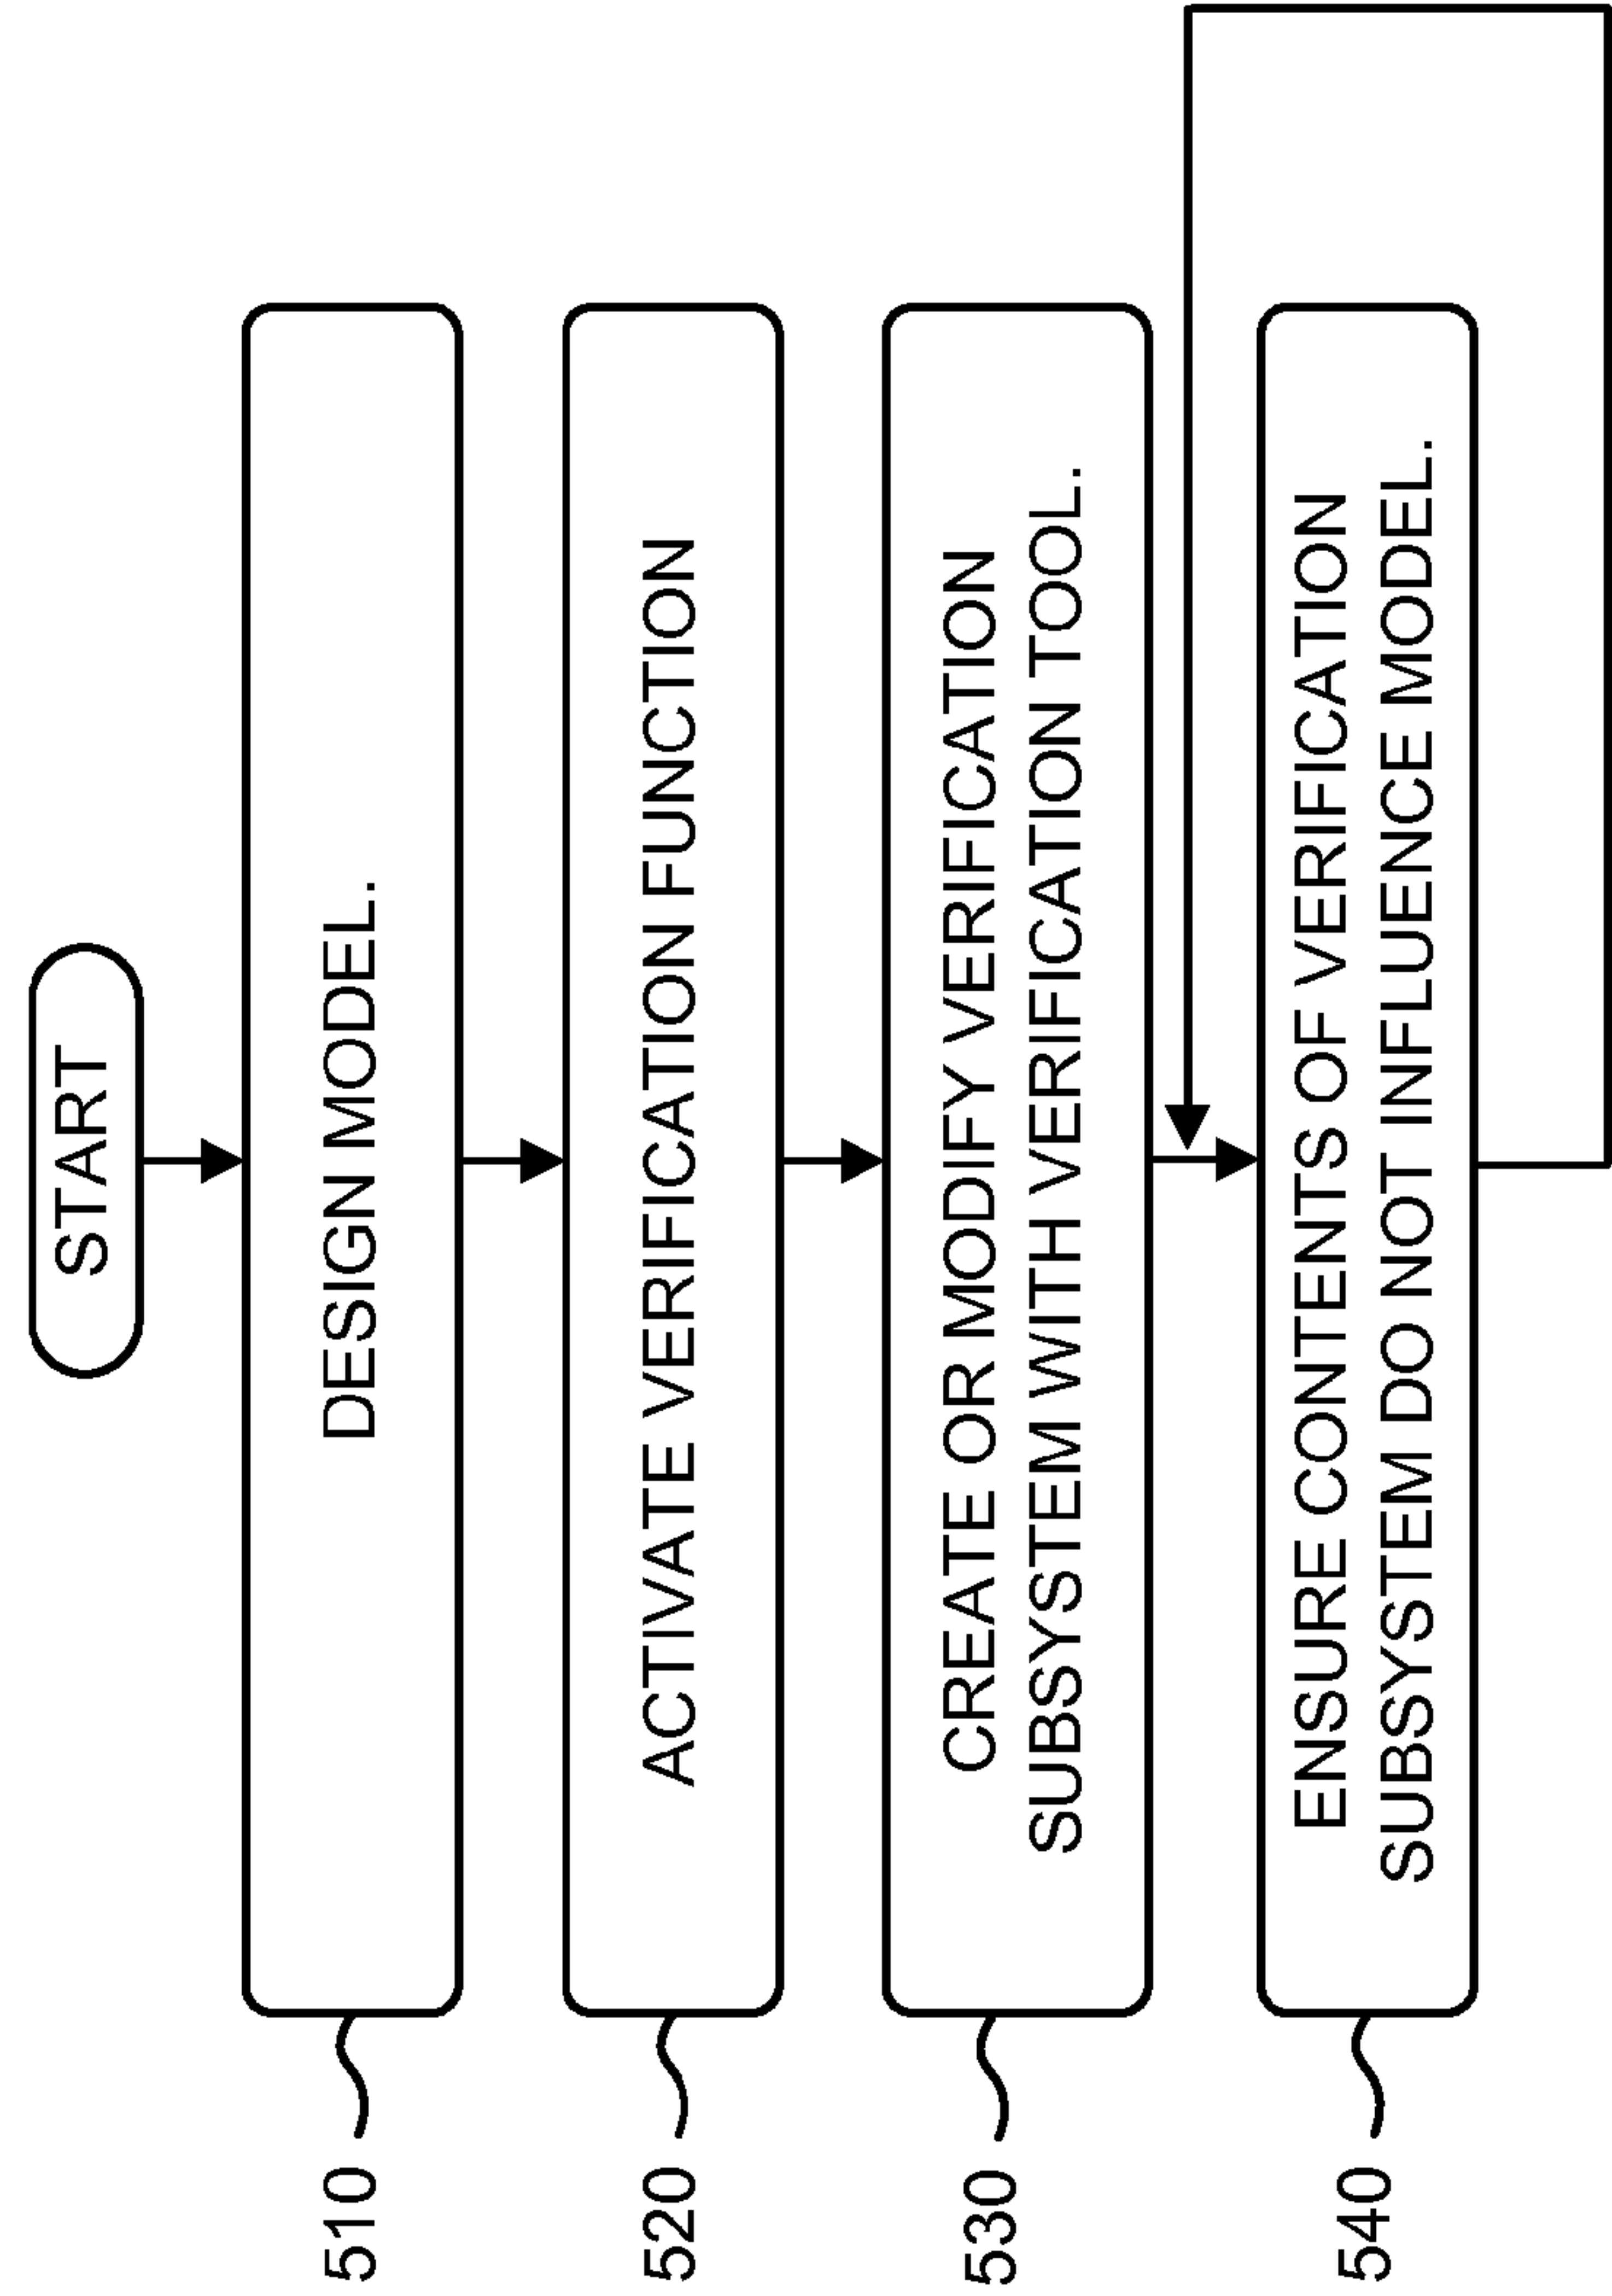 START
510
DESIGN MODEL.
520
ACTIVATE VERIFICATION FUNCTION
530
CREATE OR MODIFY VERIFICATION
SUBSYSTEM WITH VERIFICATION TOOL.
540
ENSURE CONTENTS OF VERIFICATION
SUBSYSTEM DO NOT INFLUENCE MODEL.